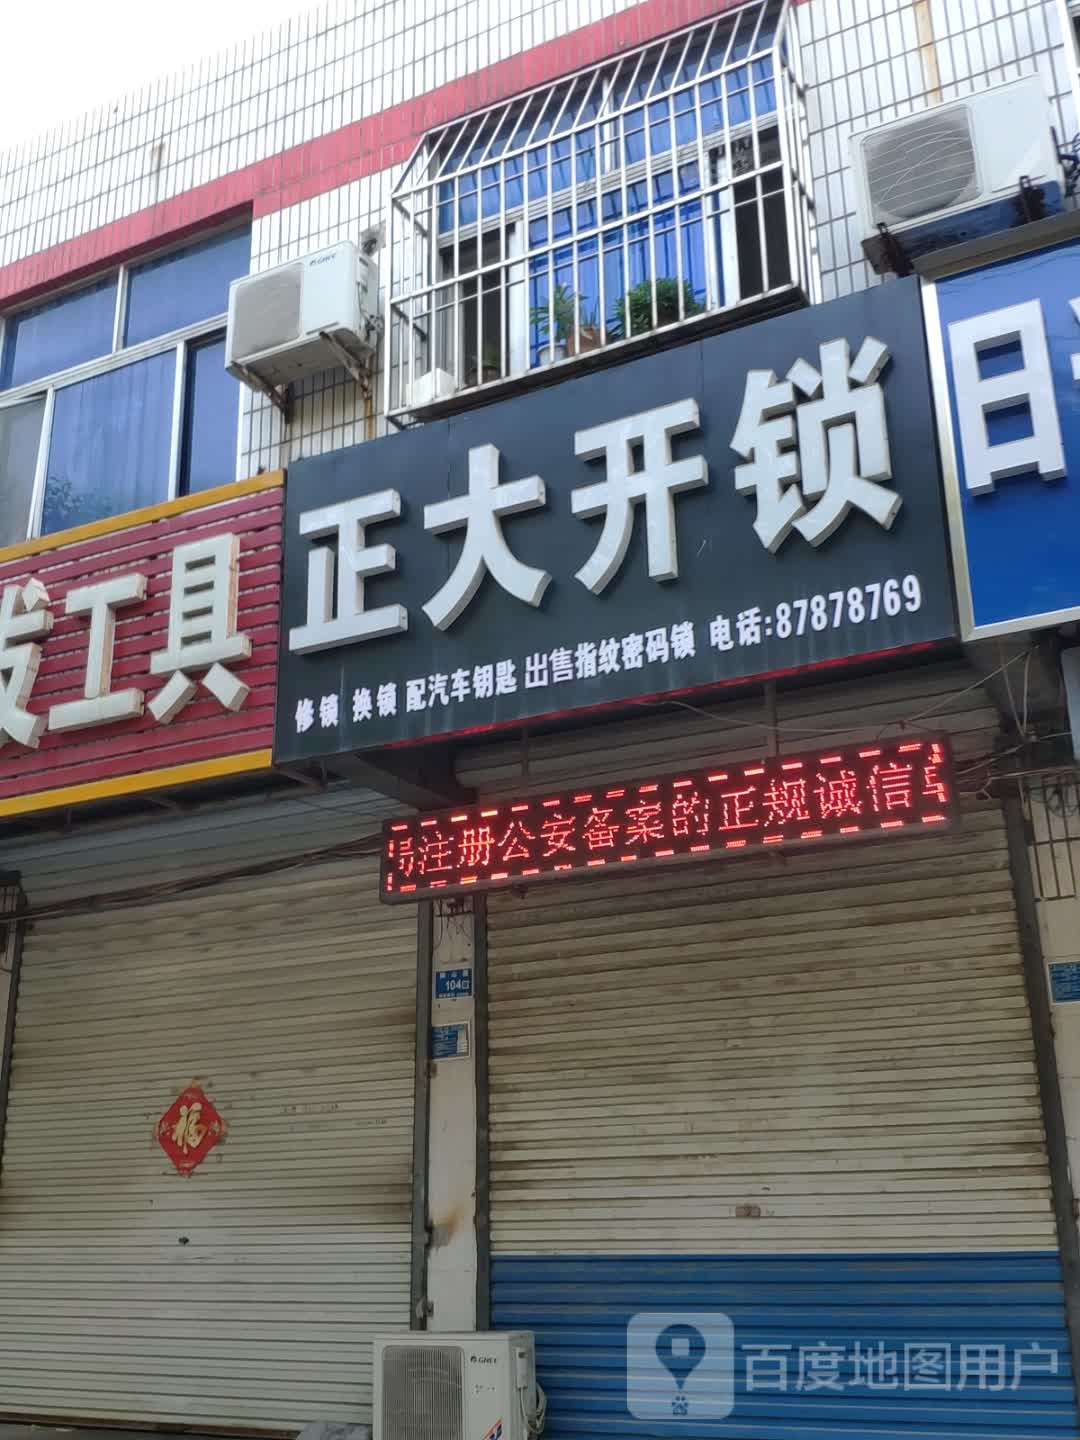 GREE
正大开锁
工具
修锁 换锁 配汽车钥匙 出售指纹密码锁 电话:87878769
注册公安备案的正规诚信
104
福
GREE
百度地图用户